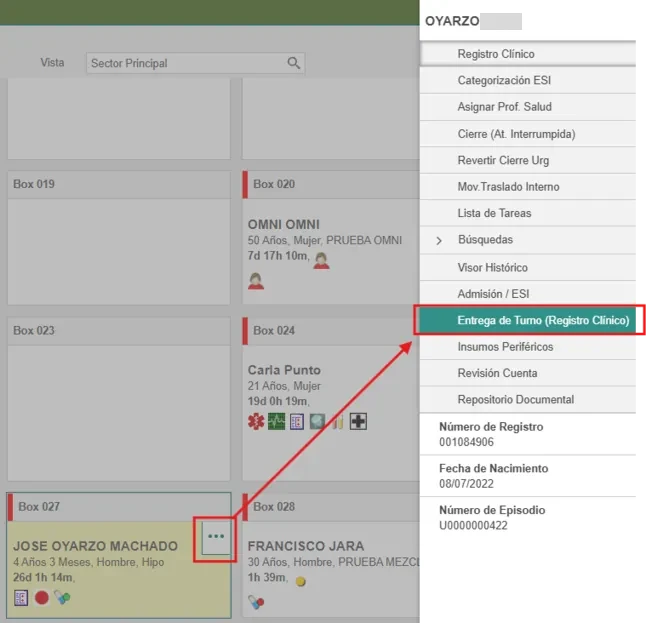 OYARZO
Vista
Sector Principal
Box 019
Box 020
OMNI OMNI
50 Años, Mujer, PRUEBA OMNI
7d 17h 10m,
Box 023
Box 024
Carla Punto
21 Años, Mujer
19d 0h 19m,
Box 027
JOSE OYARZO MACHADO
4 Años 3 Meses, Hombre, Hipo
26d 1h 14m,
Box 028
FRANCISCO JARA
30 Años, Hombre, PRUEBA MEZCL
1h 39m,
Registro Clínico
Categorización ESI
Asignar Prof. Salud
Cierre (At. Interrumpida)
Revertir Cierre Urg
Mov.Traslado Interno
Lista de Tareas
Búsquedas
Visor Histórico
Admisión / ESI
Entrega de Turno (Registro Clínico)
Insumos Periféricos
Revisión Cuenta
Repositorio Documental
Número de Registro
001084906
Fecha de Nacimiento
08/07/2022
Número de Episodio
U0000000422